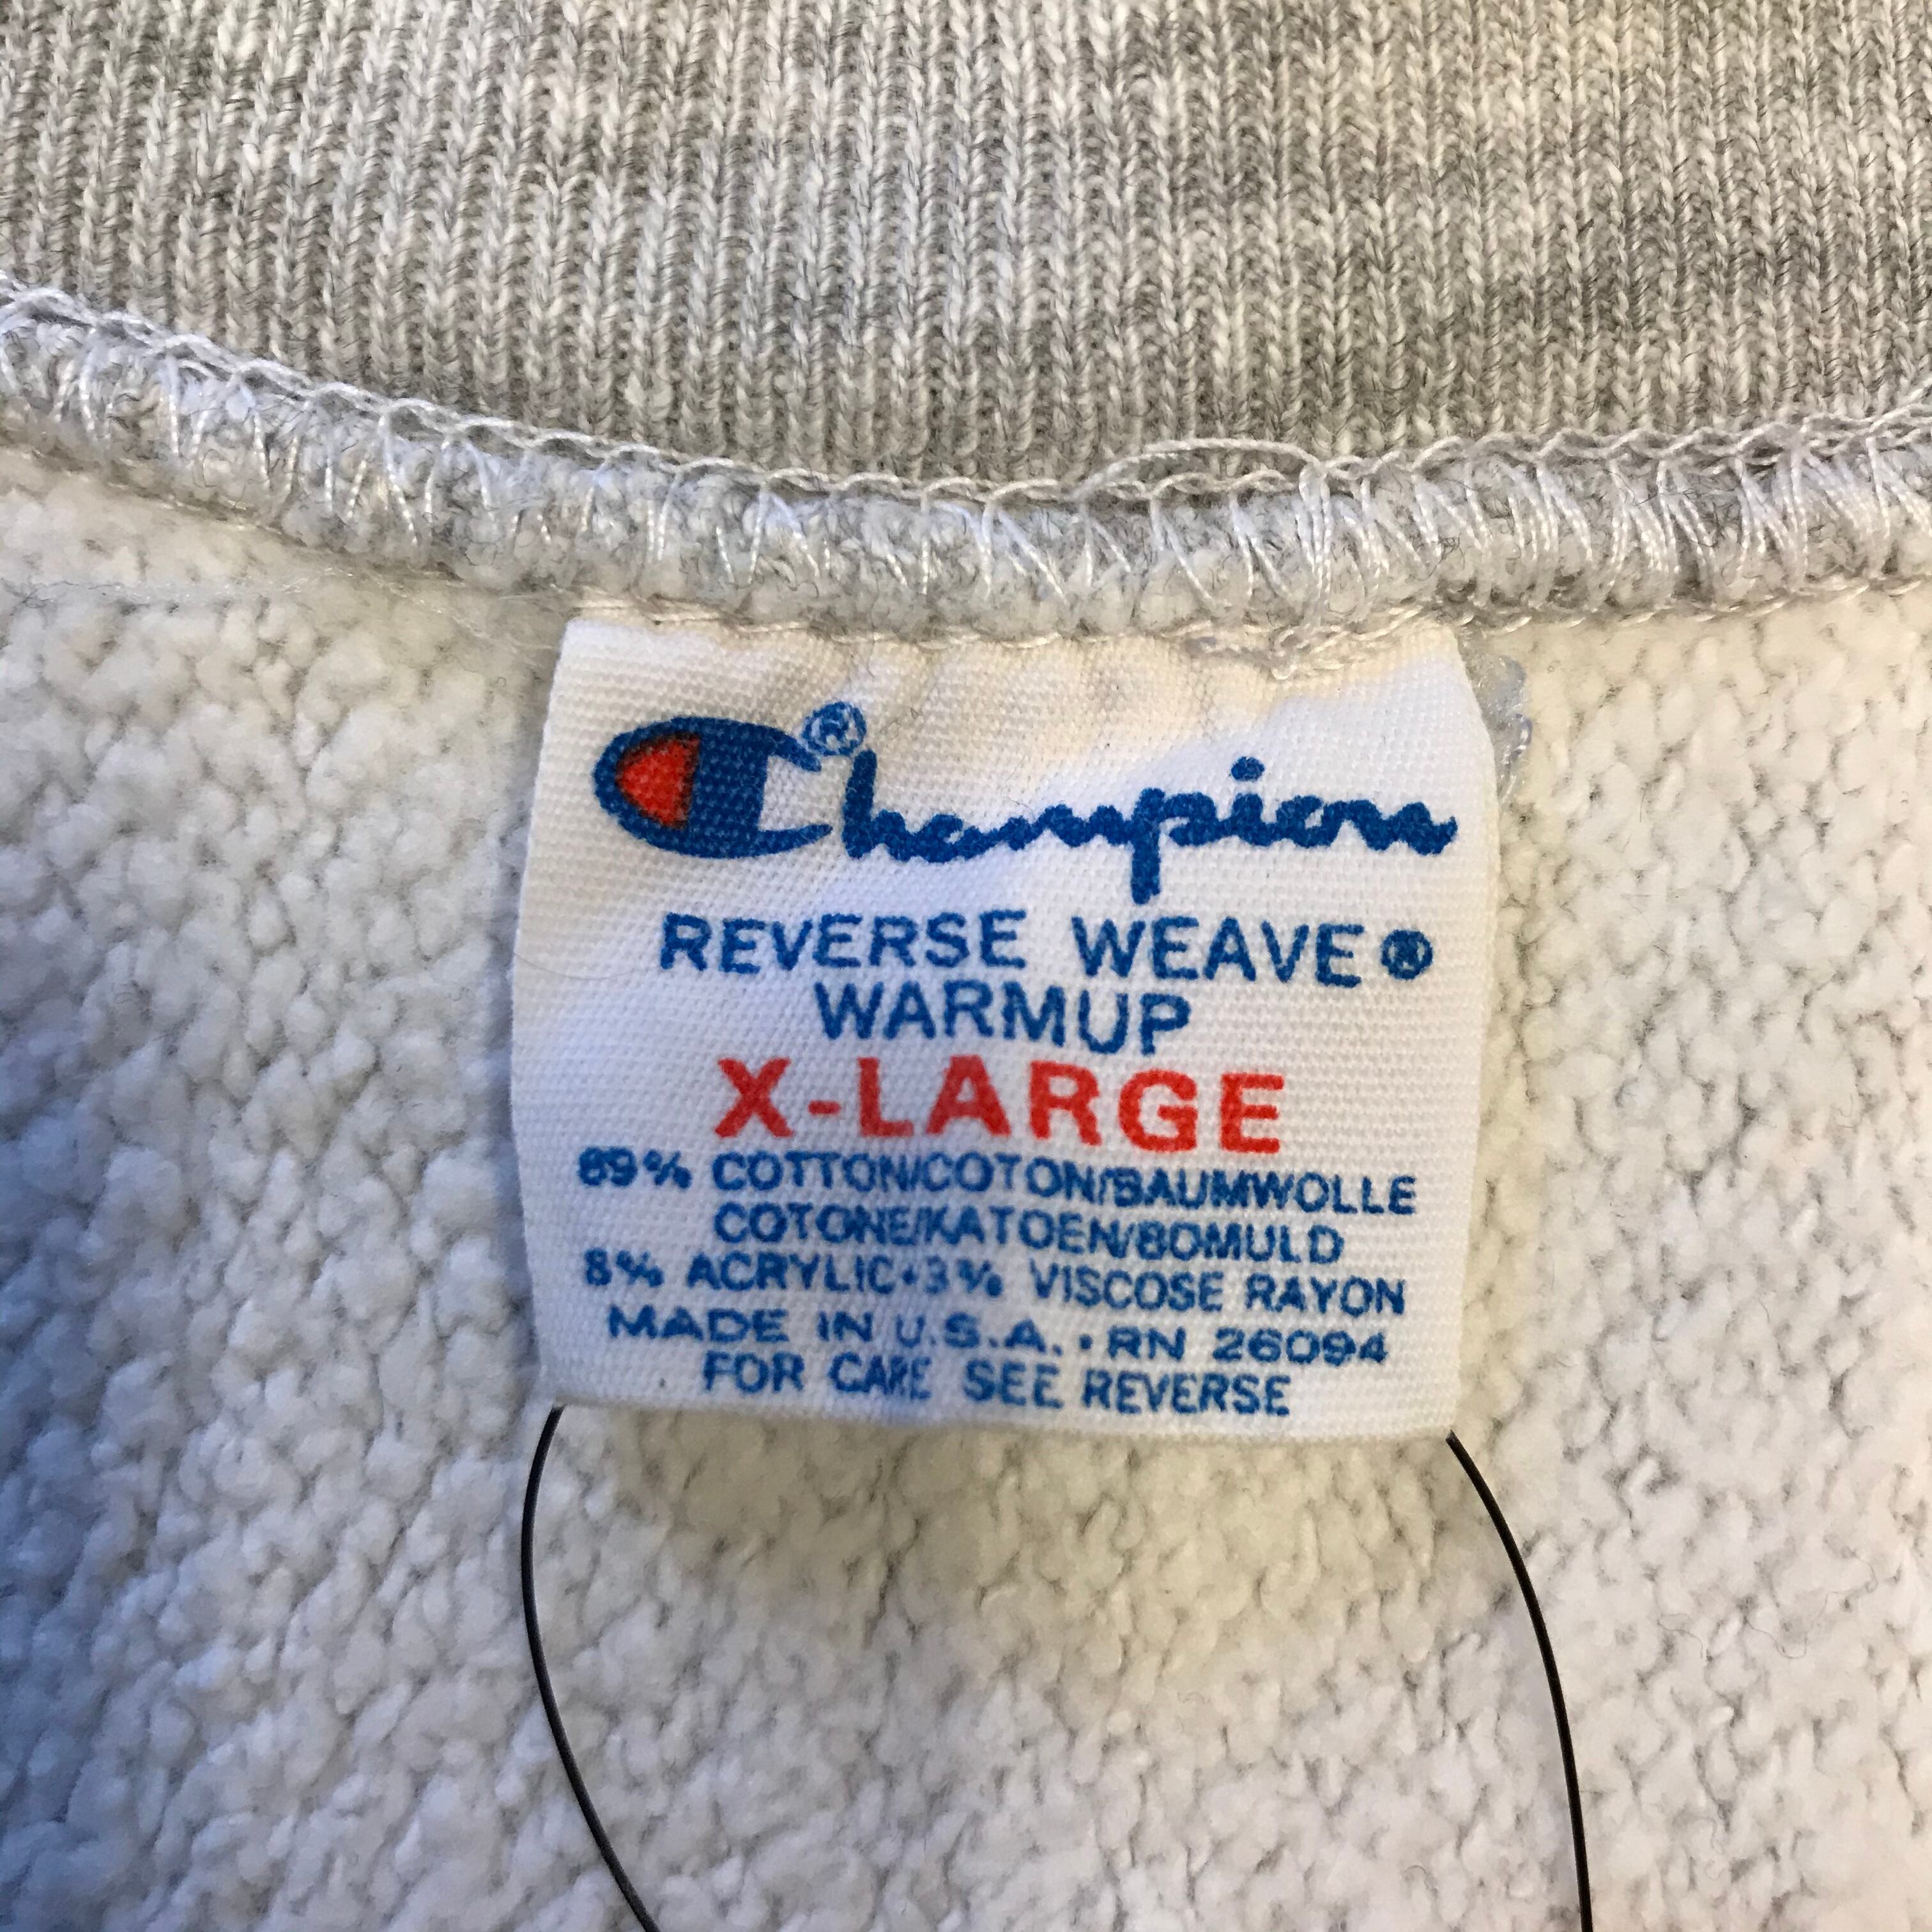 Champion®
REVERSE WEAVE®
WARMUP
X-LARGE
89% COTTON/COTON/BAUMWOLLE
COTONE/KATOEN/BOMULD
8% ACRYLIC•3% VISCOSE RAYON
MADE IN U.S.A. • RN 26094
FOR CARE SEE REVERSE